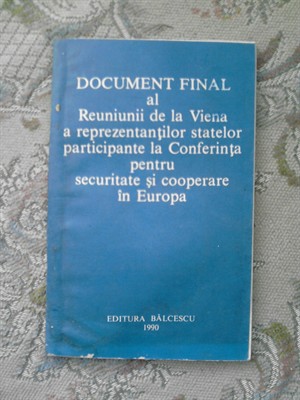 DOCUMENT FINAL
al
Reuniunii de la Viena
a reprezentanților statelor
participante la Conferința
pentru
securitate și cooperare
în Europa
EDITURA BĂLCESCU
1990